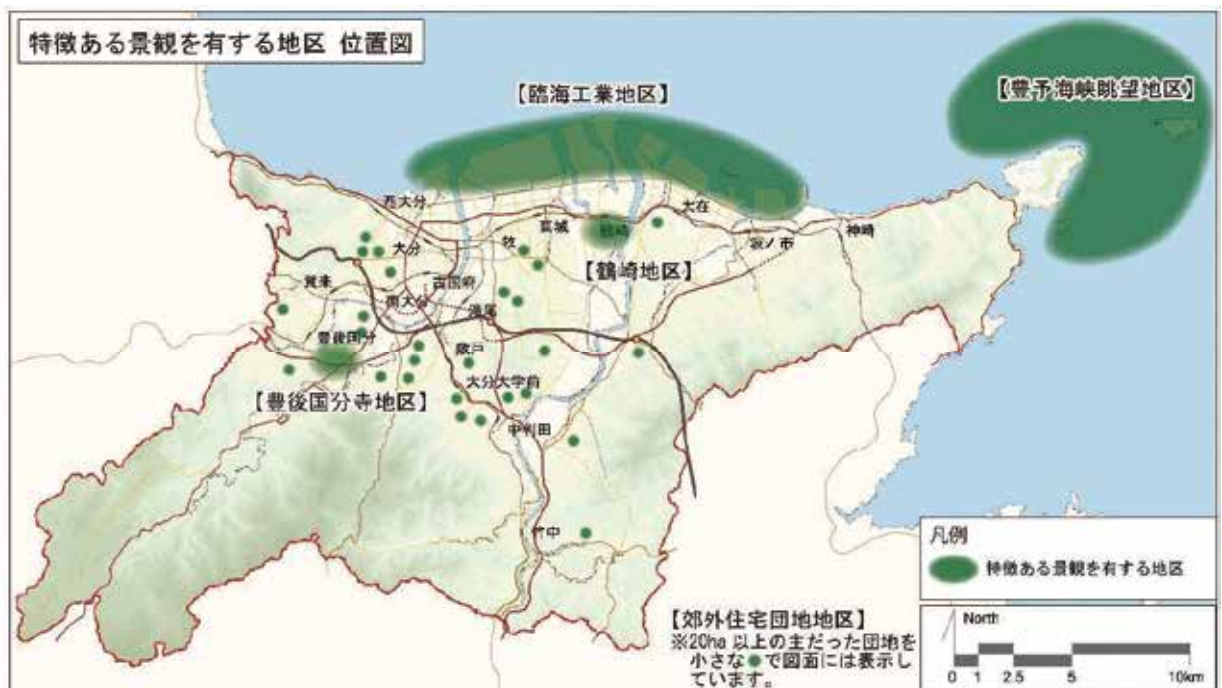 特徴ある景観を有する地区 位置図
【臨海工業地区】
【豊予海峡眺望地区】
西大分
大在
高城
鶴崎
大分
牧
坂ノ市
神崎
【鶴崎地区】
賀来
古国府
南大分
滝尾
豊後国分
敷戸
大分大学前
【豊後国分寺地区】
中判田
竹中
凡例
特徴ある景観を有する地区
【郊外住宅団地地区】
※20ha 以上の主だった団地を
小さな●で図面には表示し
ています。
North
0 1 2.5 5 10km